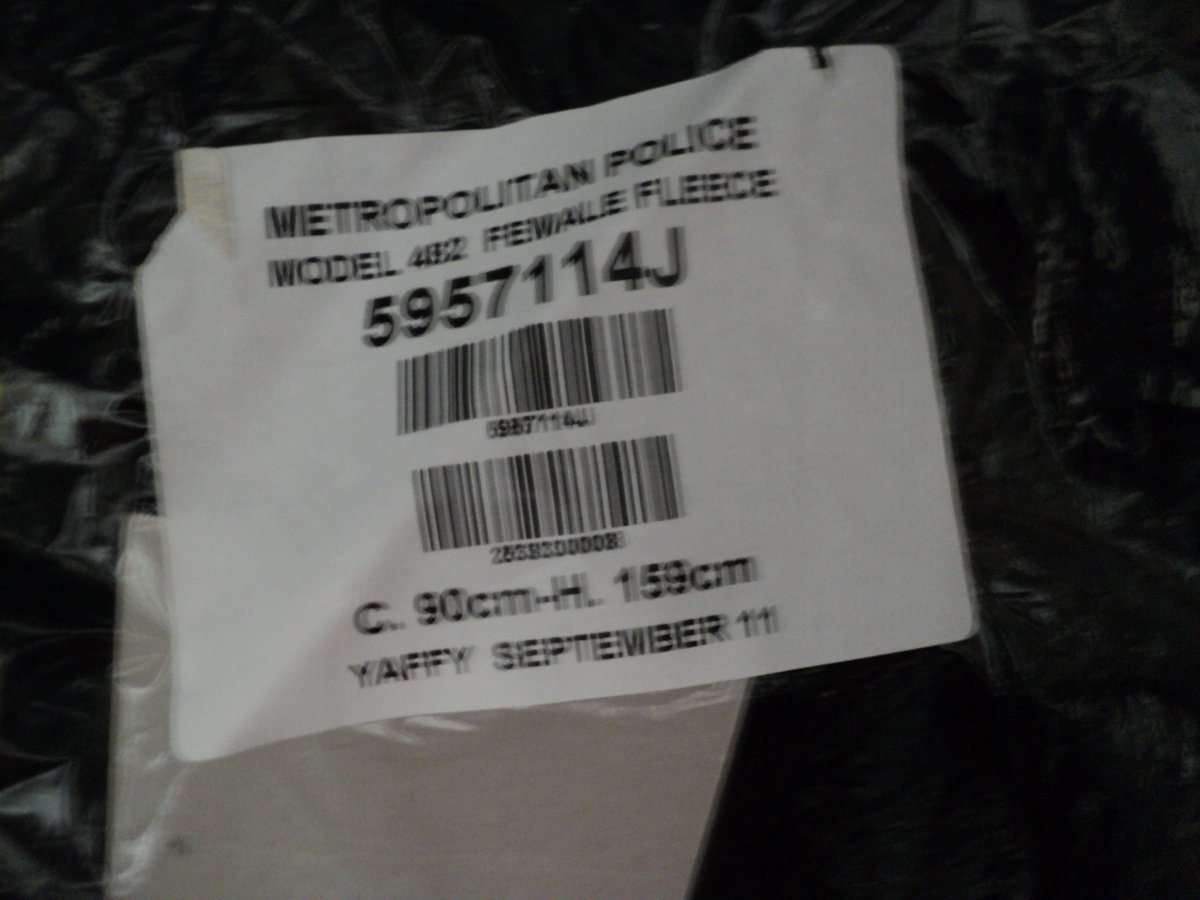 METROPOLITAN POLICE
MODEL 482 FEMALE FLEECE
5957114J
5957114J
C.. 90cm-H.. 159cm
YAFFY SEPTEMBER 11